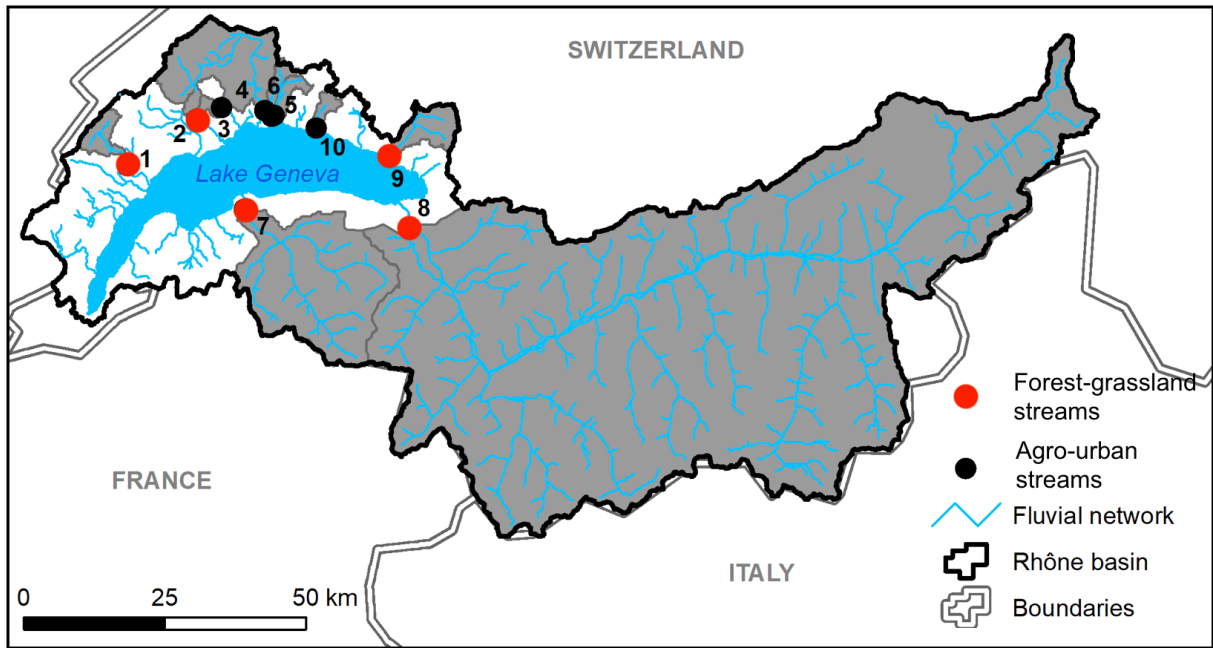 SWITZERLAND
4
6
5
2
3
10
1
Lake Geneva
9
8
7
Forest-grassland
streams
Agro-urban
streams
FRANCE
Fluvial network
Rhône basin
ITALY
0 25 50 km
Boundaries